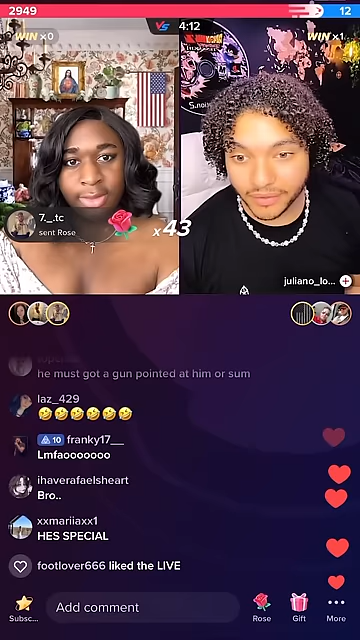 2949
12
WIN x0
VS
4:12
WIN x1
7._.tc
sent Rose
x43
juliano_lo...
he must got a gun pointed at him or sum
laz_429
🤣🤣🤣🤣🤣🤣
10 franky17__
Lmfaooooooo
ihaverafaelsheart
Bro..
xxmariiaxx1
HES SPECIAL
footlover666 liked the LIVE
Subsc...
Add comment
Rose
Gift
More